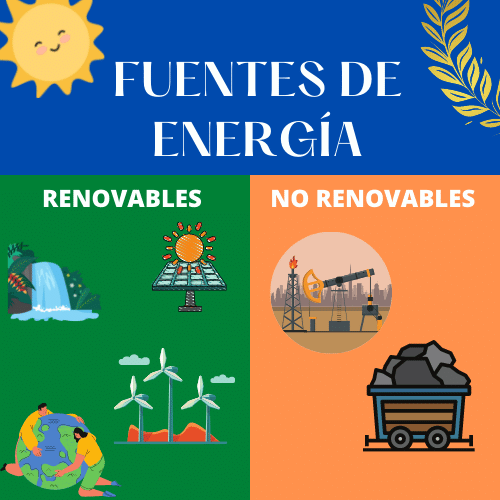 FUENTES DE
ENERGÍA
RENOVABLES
NO RENOVABLES